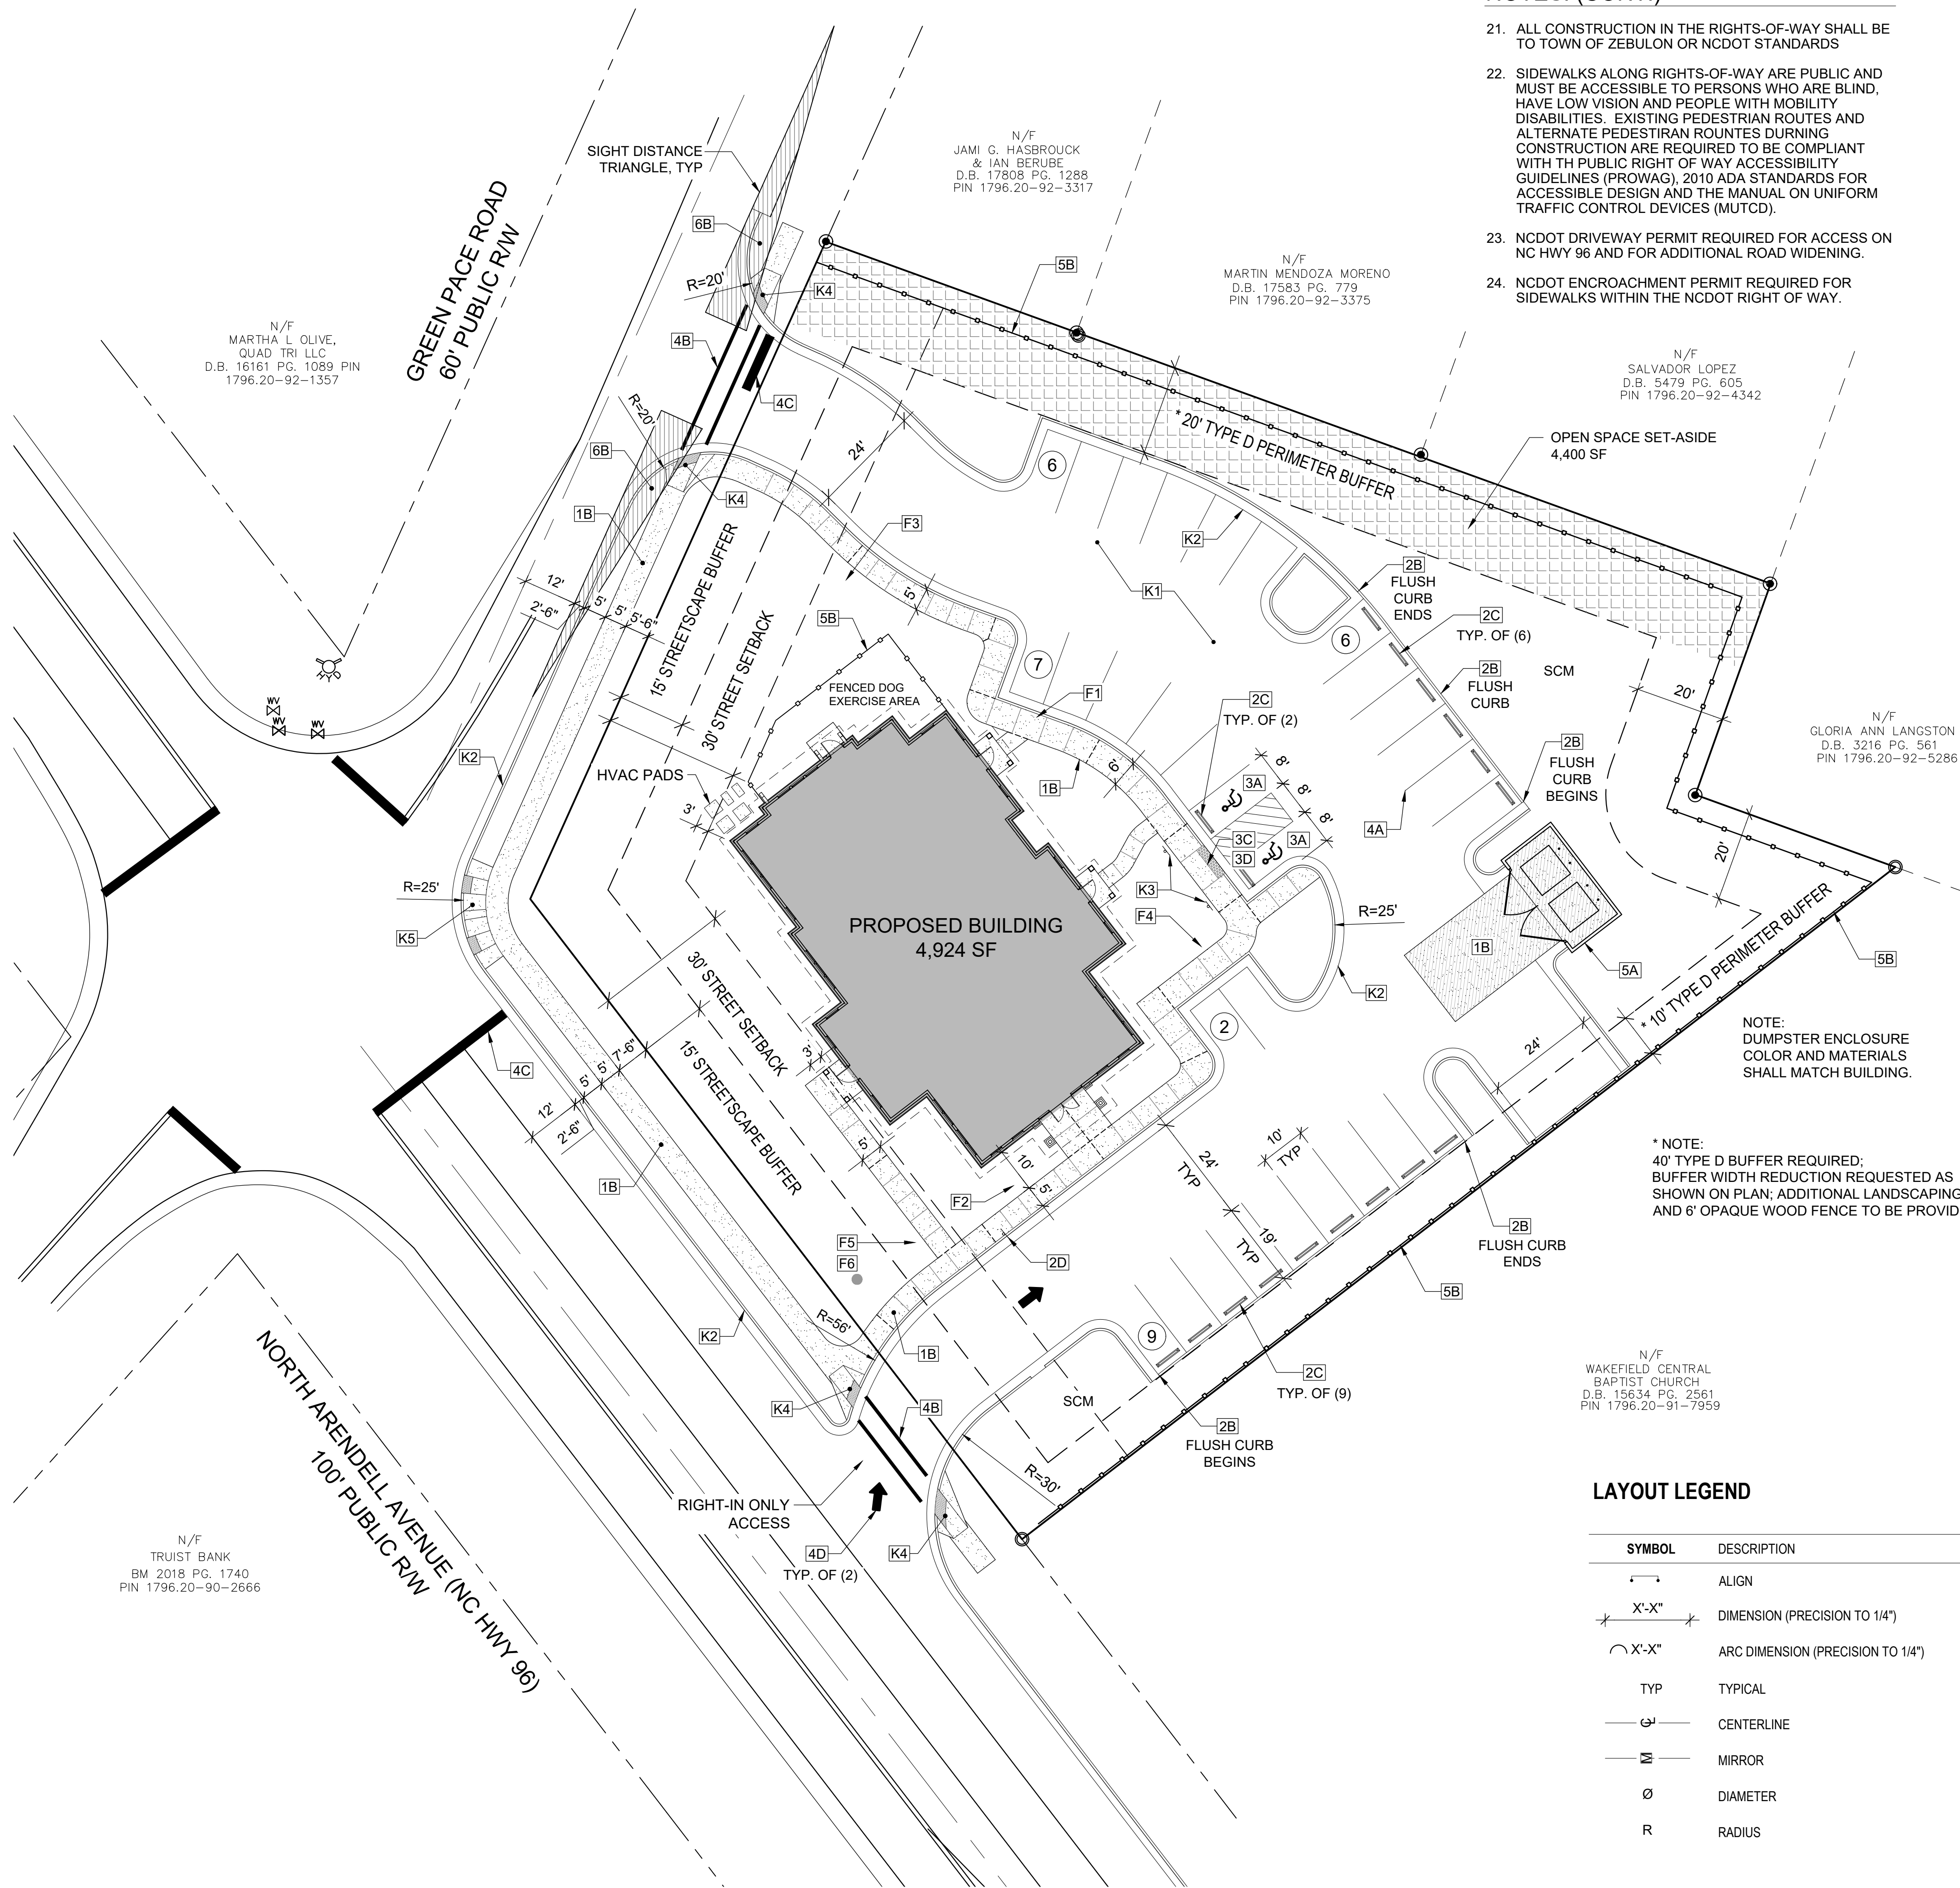 21. ALL CONSTRUCTION IN THE RIGHTS-OF-WAY SHALL BE
TO TOWN OF ZEBULON OR NCDOT STANDARDS
22. SIDEWALKS ALONG RIGHTS-OF-WAY ARE PUBLIC AND
MUST BE ACCESSIBLE TO PERSONS WHO ARE BLIND,
HAVE LOW VISION AND PEOPLE WITH MOBILITY
DISABILITIES. EXISTING PEDESTRIAN ROUTES AND
ALTERNATE PEDESTIRAN ROUNTES DURNING
CONSTRUCTION ARE REQUIRED TO BE COMPLIANT
WITH TH PUBLIC RIGHT OF WAY ACCESSIBILITY
GUIDELINES (PROWAG), 2010 ADA STANDARDS FOR
ACCESSIBLE DESIGN AND THE MANUAL ON UNIFORM
TRAFFIC CONTROL DEVICES (MUTCD).
23. NCDOT DRIVEWAY PERMIT REQUIRED FOR ACCESS ON
NC HWY 96 AND FOR ADDITIONAL ROAD WIDENING.
24. NCDOT ENCROACHMENT PERMIT REQUIRED FOR
SIDEWALKS WITHIN THE NCDOT RIGHT OF WAY.
SIGHT DISTANCE
TRIANGLE, TYP
N/F
JAMI G. HASBROUCK
& IAN BERUBE
D.B. 17808 PG. 1288
PIN 1796.20-92-3317
N/F
MARTIN MENDOZA MORENO
D.B. 17583 PG. 779
PIN 1796.20-92-3375
N/F
SALVADOR LOPEZ
D.B. 5479 PG. 605
PIN 1796.20-92-4342
N/F
MARTHA L OLIVE,
QUAD TRI LLC
D.B. 16161 PG. 1089 PIN
1796.20-92-1357
GREEN PACE ROAD
60' PUBLIC R/W
6B
R=20'
K4
4B
4C
5B
R=20'
6B
K4
1B
24'
F3
6
* 20' TYPE D PERIMETER BUFFER
OPEN SPACE SET-ASIDE
4,400 SF
K2
K1
2B
FLUSH
CURB
ENDS
2C
TYP. OF (6)
6
2B
FLUSH
CURB
SCM
20'
12'
2'-6"
5'
5'
5'-6"
15' STREETSCAPE BUFFER
30' STREET SETBACK
5B
FENCED DOG
EXERCISE AREA
5'
7
F1
2C
TYP. OF (2)
1B
6'
8'
8'
8'
3A
3A
3C
3D
K3
F4
4A
2B
FLUSH
CURB
BEGINS
20'
N/F
GLORIA ANN LANGSTON
D.B. 3216 PG. 561
PIN 1796.20-92-5286
WV
WV
WV
K2
HVAC PADS
3'
R=25'
K5
PROPOSED BUILDING
4,924 SF
R=25'
K2
1B
5A
5B
* 10' TYPE D PERIMETER BUFFER
NOTE:
DUMPSTER ENCLOSURE
COLOR AND MATERIALS
SHALL MATCH BUILDING.
* NOTE:
40' TYPE D BUFFER REQUIRED;
BUFFER WIDTH REDUCTION REQUESTED AS
SHOWN ON PLAN; ADDITIONAL LANDSCAPING
AND 6' OPAQUE WOOD FENCE TO BE PROVID
30' STREET SETBACK
15' STREETSCAPE BUFFER
4C
12'
2'-6"
5'
5'
7'-6"
3'
2
24'
1B
5'
10'
5'
F2
24'
TYP
10'
TYP
19'
TYP
2B
FLUSH CURB
ENDS
5B
F5
F6
2D
K2
R=56'
1B
9
2C
TYP. OF (9)
SCM
2B
FLUSH CURB
BEGINS
K4
4B
R=30'
RIGHT-IN ONLY
ACCESS
4D
TYP. OF (2)
K4
NORTH ARENDELL AVENUE (NC HWY 96)
100' PUBLIC R/W
N/F
TRUIST BANK
BM 2018 PG. 1740
PIN 1796.20-90-2666
N/F
WAKEFIELD CENTRAL
BAPTIST CHURCH
D.B. 15634 PG. 2561
PIN 1796.20-91-7959
LAYOUT LEGEND
SYMBOL DESCRIPTION
ALIGN
X'-X" DIMENSION (PRECISION TO 1/4")
X'-X" ARC DIMENSION (PRECISION TO 1/4")
TYP TYPICAL
CENTERLINE
M MIRROR
Ø DIAMETER
R RADIUS